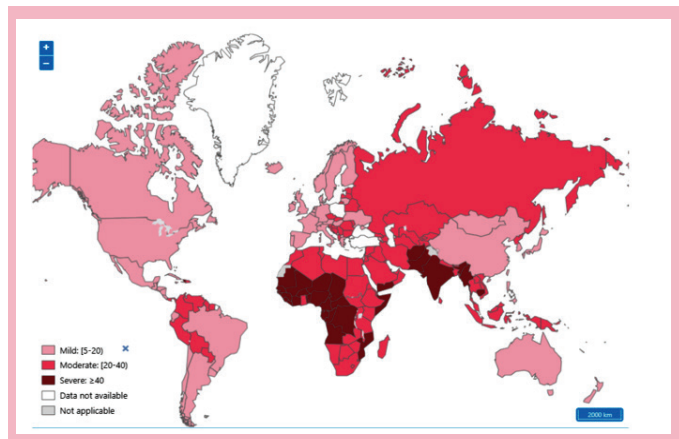 +
−
Mild: [5-20)
Moderate: [20-40)
Severe: ≥40
Data not available
Not applicable
2000 km